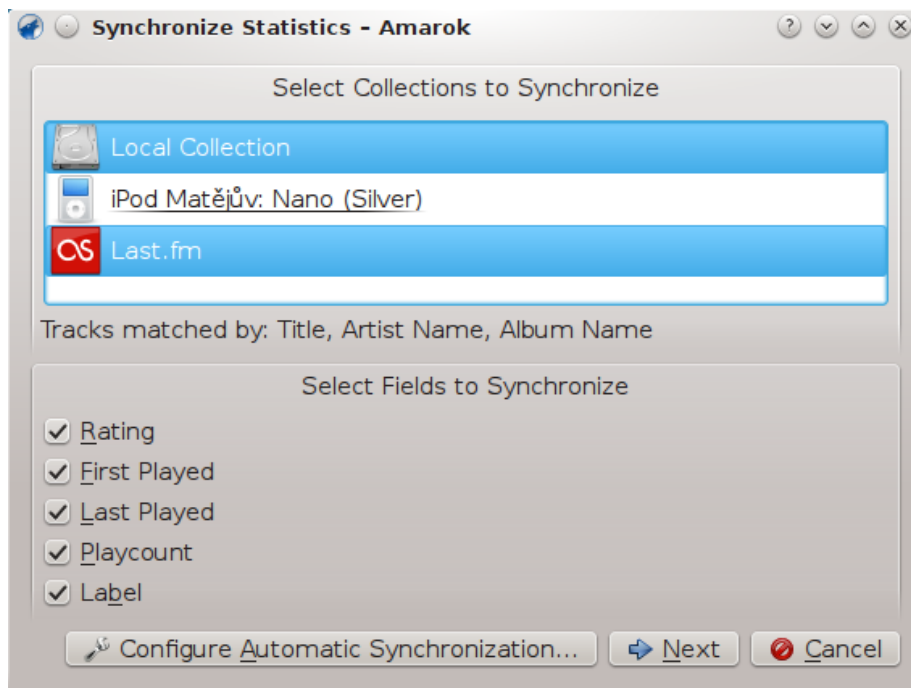 Synchronize Statistics – Amarok
Select Collections to Synchronize
Local Collection
iPod Matějův: Nano (Silver)
Last.fm
Tracks matched by: Title, Artist Name, Album Name
Select Fields to Synchronize
Rating
First Played
Last Played
Playcount
Label
Configure Automatic Synchronization... Next Cancel